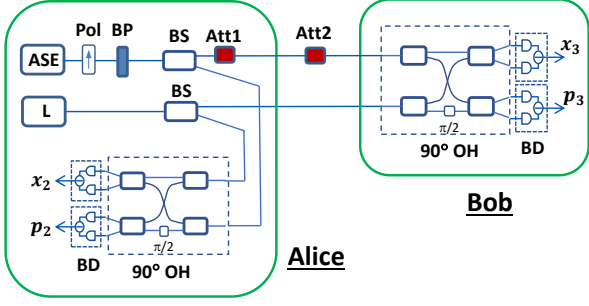 Pol BP BS Att1 Att2
ASE
x3
BS
L
p3
π/2
90° OH BD
x2
Bob
p2
π/2
BD
90° OH
Alice